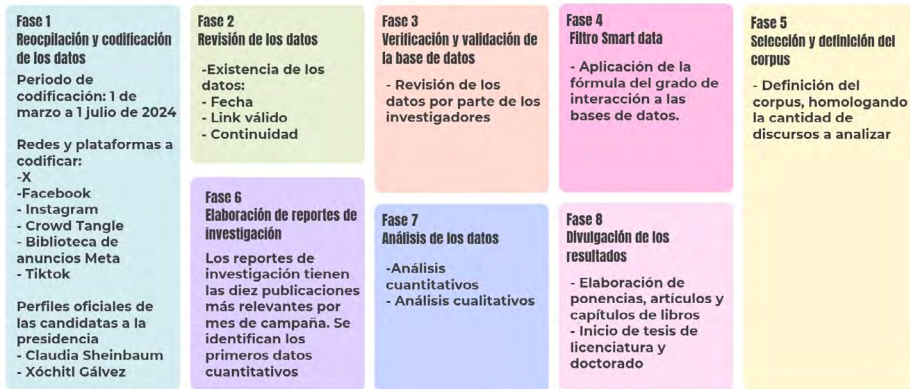 Fase 1
Reocpilación y codificación
de los datos
Periodo de
codificación: 1 de
marzo a 1 julio de 2024
Redes y plataformas a
codificar:
-X
-Facebook
- Instagram
- Crowd Tangle
- Biblioteca de
anuncios Meta
- Tiktok
Perfiles oficiales de
las candidatas a la
presidencia
- Claudia Sheinbaum
- Xóchitl Gálvez
Fase 2
Revisión de los datos
-Existencia de los
datos:
- Fecha
- Link válido
- Continuidad
Fase 3
Verificación y validación de
la base de datos
- Revisión de los
datos por parte de los
investigadores
Fase 4
Filtro Smart data
- Aplicación de la
fórmula del grado de
interacción a las
bases de datos.
Fase 5
Selección y definición del
corpus
- Definición del
corpus, homologando
la cantidad de
discursos a analizar
Fase 6
Elaboración de reportes de
investigación
Los reportes de
investigación tienen
las diez publicaciones
más relevantes por
mes de campaña. Se
identifican los
primeros datos
cuantitativos
Fase 7
Análisis de los datos
-Análisis
cuantitativos
- Análisis cualitativos
Fase 8
Divulgación de los
resultados
- Elaboración de
ponencias, artículos y
capítulos de libros
- Inicio de tesis de
licenciatura y
doctorado